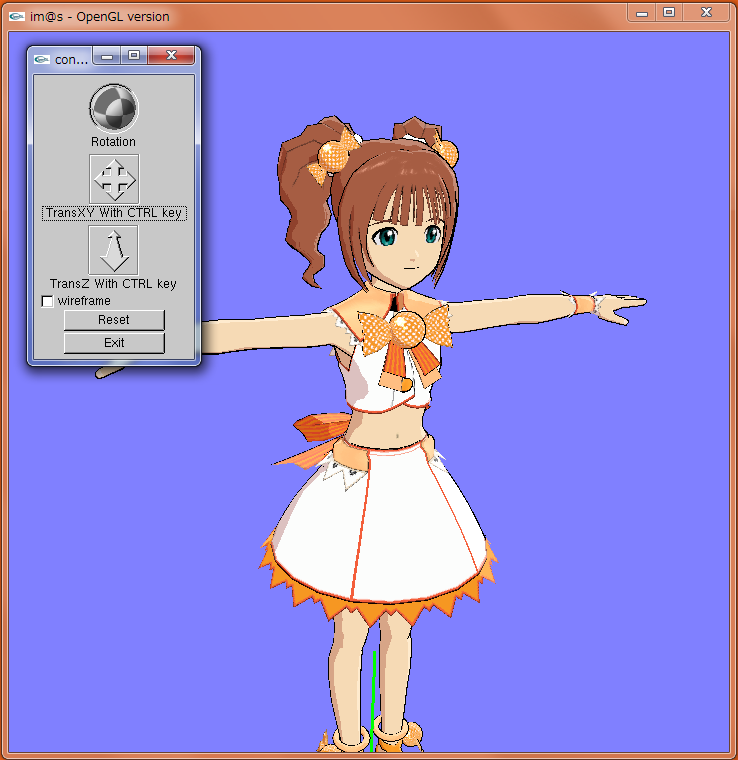 im@s - OpenGL version
con...
Rotation
TransXY With CTRL key
TransZ With CTRL key
wireframe
Reset
Exit